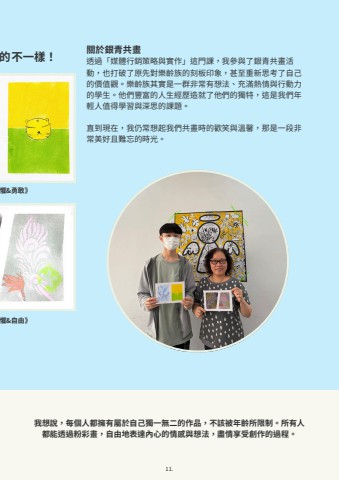 的不一樣！
關於銀青共畫
透過「媒體行銷策略與實作」這門課，我參與了銀青共畫活
動，也打破了原先對樂齡族的刻板印象，甚至重新思考了自己
的價值觀。樂齡族其實是一群非常有想法、充滿熱情與行動力
的學生。他們豐富的人生經歷造就了他們的獨特，這是我們年
輕人值得學習與深思的課題。
直到現在，我仍常想起我們共畫時的歡笑與溫馨，那是一段非
常美好且難忘的時光。
懼&勇敢》
懼&自由》
我想說，每個人都擁有屬於自己獨一無二的作品，不該被年齡所限制。所有人
都能透過粉彩畫，自由地表達內心的情感與想法，盡情享受創作的過程。
11.